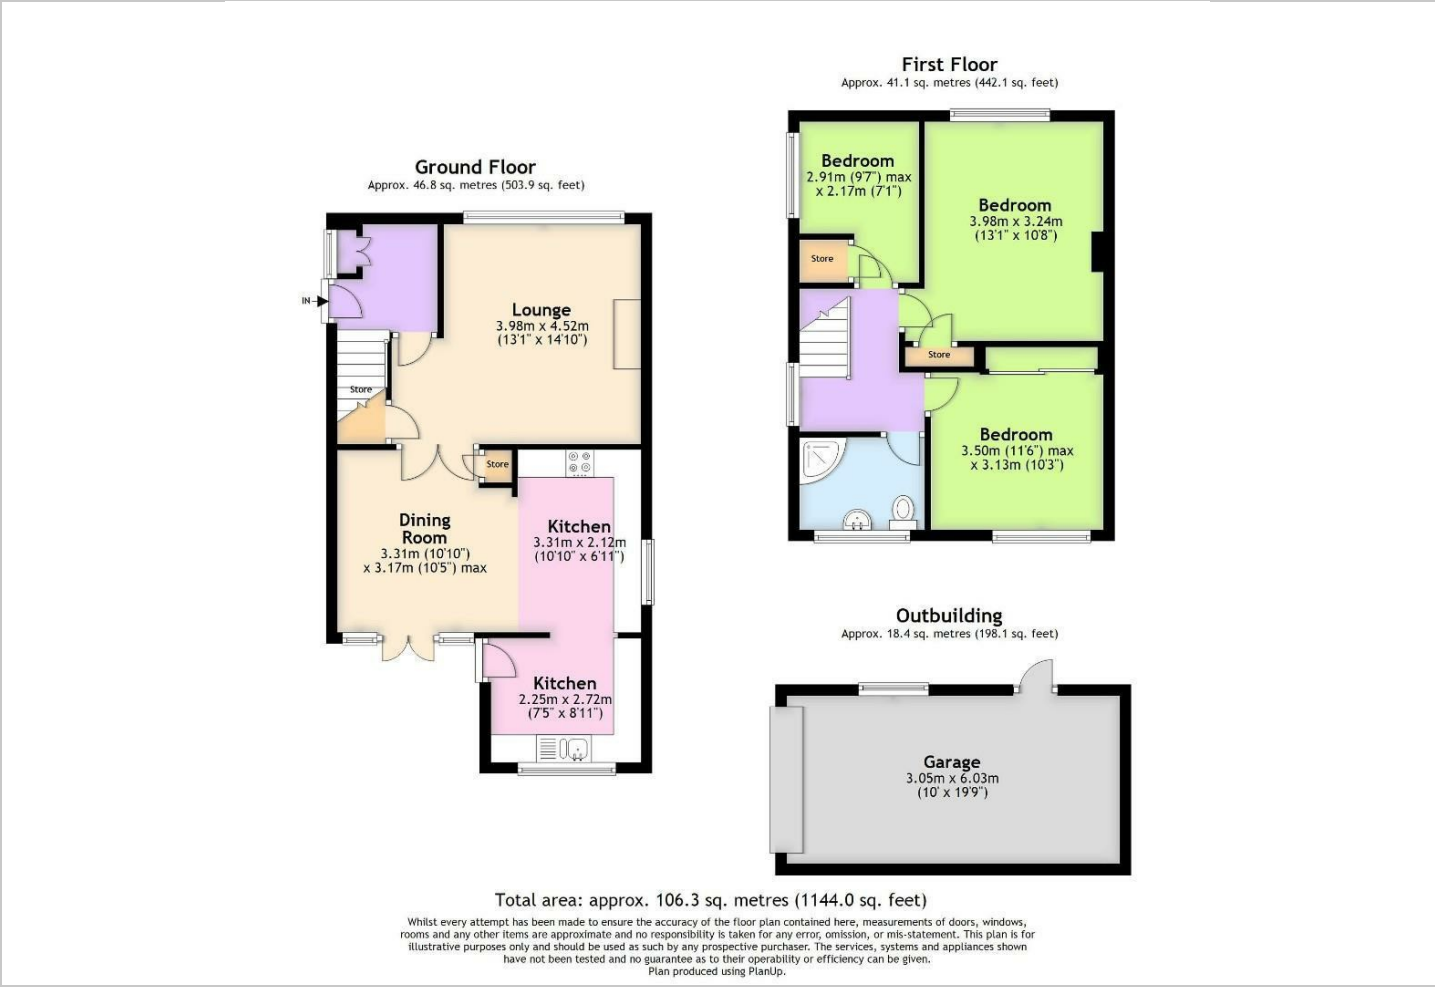 First Floor
Approx. 41.1 sq. metres (442.1 sq. feet)
Bedroom
2.91m (9'7") max
x 2.17m (7'1")
Bedroom
3.98m x 3.24m
(13'1" x 10'8")
Store
Store
Bedroom
3.50m (11'6") max
x 3.13m (10'3")
Ground Floor
Approx. 46.8 sq. metres (503.9 sq. feet)
IN
Lounge
3.98m x 4.52m
(13'1" x 14'10")
Store
Store
Dining
Room
3.31m (10'10")
x 3.17m (10'5") max
Kitchen
3.31m x 2.12m
(10'10" x 6'11")
Kitchen
2.25m x 2.72m
(7'5" x 8'11")
Outbuilding
Approx. 18.4 sq. metres (198.1 sq. feet)
Garage
3.05m x 6.03m
(10' x 19'9")
Total area: approx. 106.3 sq. metres (1144.0 sq. feet)
Whilst every attempt has been made to ensure the accuracy of the floor plan contained here, measurements of doors, windows,
rooms and any other items are approximate and no responsibility is taken for any error, omission, or mis-statement. This plan is for
illustrative purposes only and should be used as such by any prospective purchaser. The services, systems and appliances shown
have not been tested and no guarantee as to their operability or efficiency can be given.
Plan produced using PlanUp.